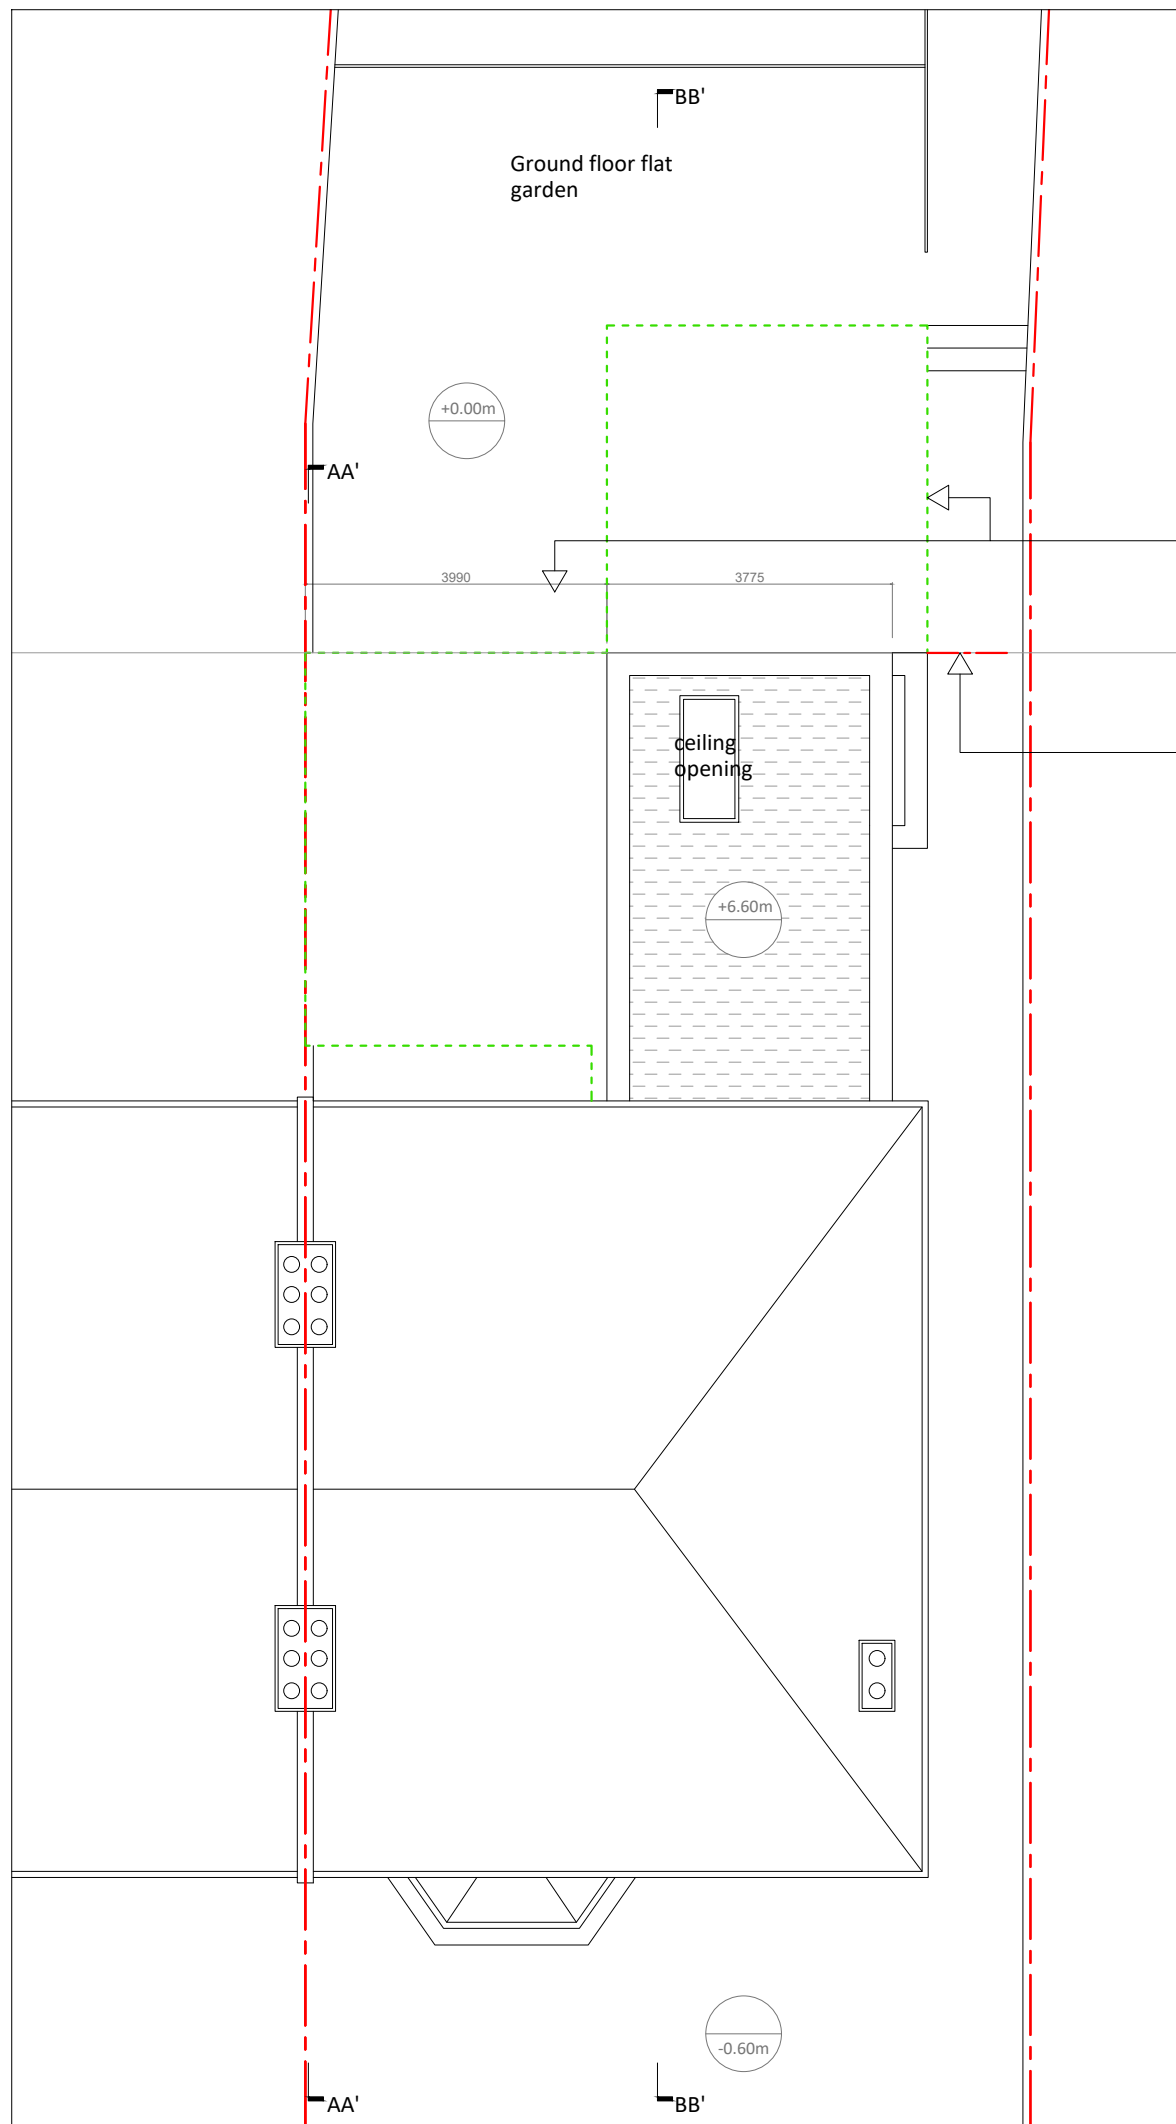 BB'
Ground floor flat
garden
+0.00m
AA'
3990
3775
ceiling
opening
+6.60m
-0.60m
AA'
BB'